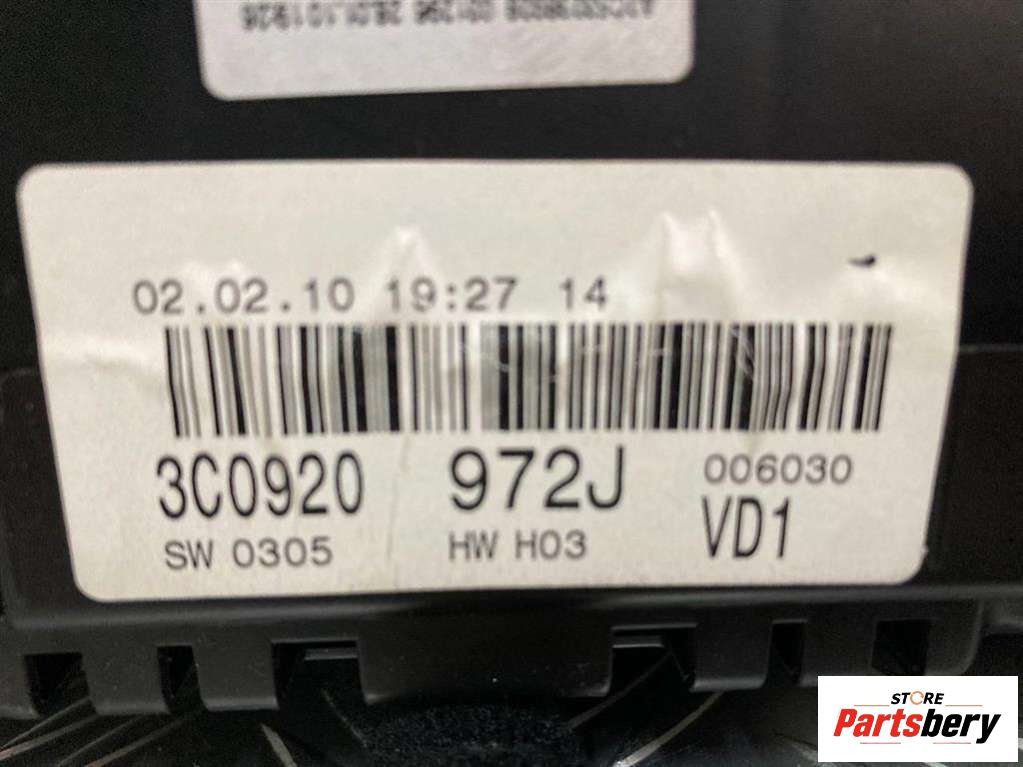 02.02.10 19:27 14
3C0920 972J 006030
SW 0305 HW H03 VD1
STORE
Partsbery